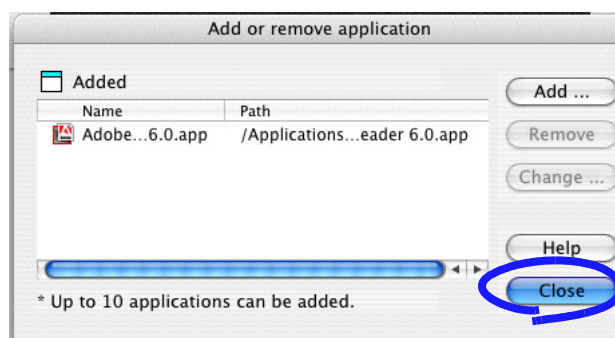 Add or remove application
Added
Add ...
Name Path
Adobe...6.0.app /Applications...eader 6.0.app
Remove
Change ...
Help
Close
* Up to 10 applications can be added.